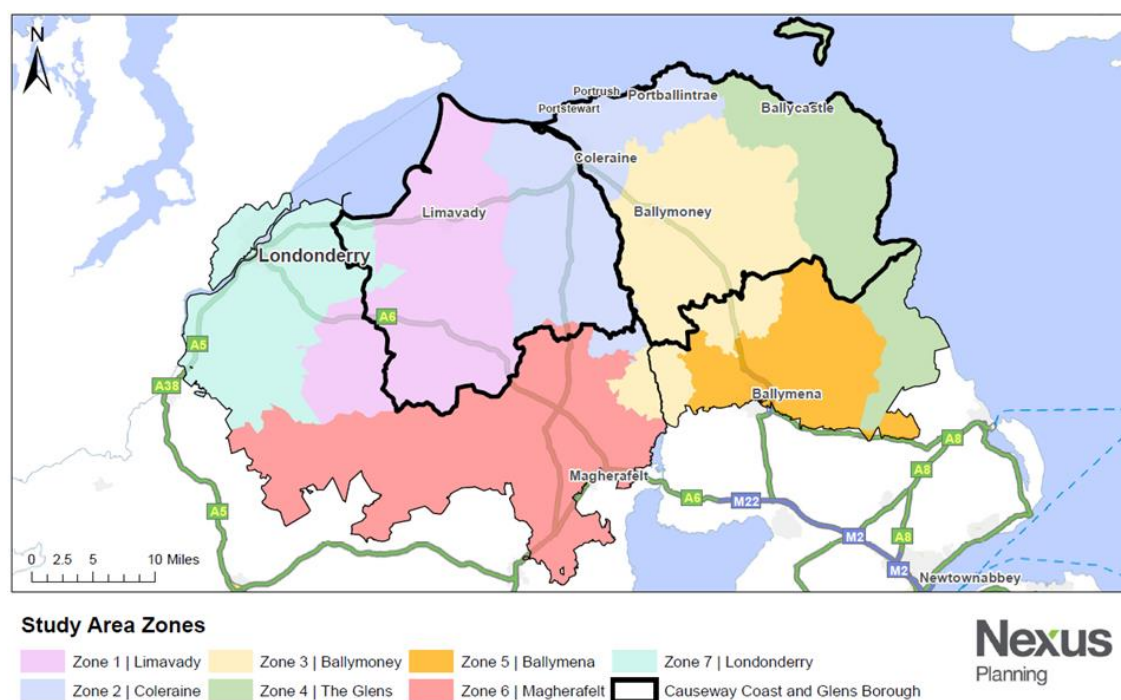 N
Portrush
Portballintrae
Portstewart
Ballycastle
Coleraine
Limavady
Ballymoney
Londonderry
A6
A5
A38
Ballymena
A8
Magherafelt
A6
M22
A8
A5
M2
A8
0 2.5 5 10 Miles
M2
Newtownabbey
Study Area Zones
Zone 1 | Limavady
Zone 3 | Ballymoney
Zone 5 | Ballymena
Zone 7 | Londonderry
Zone 2 | Coleraine
Zone 4 | The Glens
Zone 6 | Magherafelt
Causeway Coast and Glens Borough
Nexus
Planning